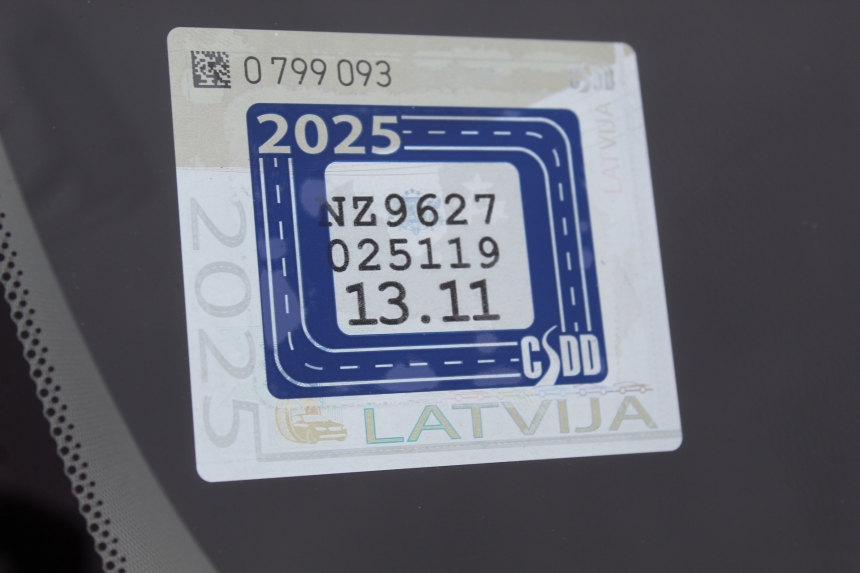 0 799 093
CSDD
LATVIJA
2025
NZ9627
025119
13.11
2025
CSDD
LATVIJA